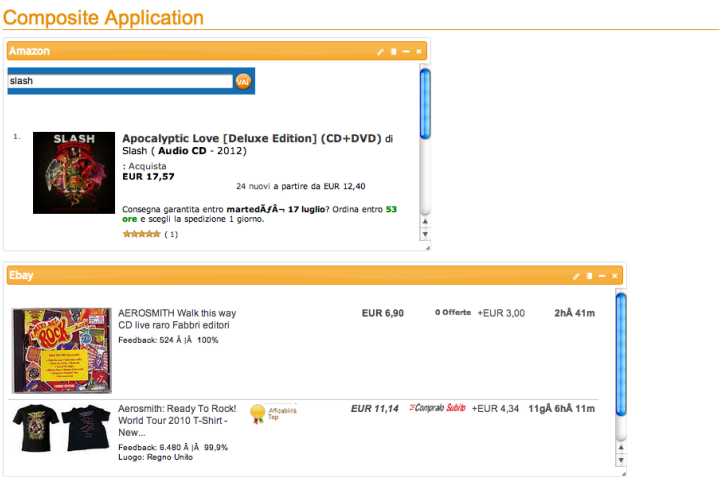 Composite Application
Amazon
slash
VAI
1.
SLASH
Apocalyptic Love [Deluxe Edition] (CD+DVD) di
Slash ( Audio CD - 2012)
: Acquista
EUR 17,57
24 nuovi a partire da EUR 12,40
Consegna garantita entro martedÃƒÂ¬ 17 luglio? Ordina entro 53
ore e scegli la spedizione 1 giorno.
( 1)
Ebay
AEROSMITH Walk this way
CD live raro Fabbri editori
Feedback: 524 Â |Â  100%
EUR 6,90
0 Offerte
+EUR 3,00
2hÂ 41m
ROCK
Aerosmith: Ready To Rock!
World Tour 2010 T-Shirt -
New...
Feedback: 6.480 Â |Â  99,9%
Luogo: Regno Unito
Affidabilità
Top
EUR 11,14
Compralo Subito
+EUR 4,34
11gÂ 6hÂ 11m